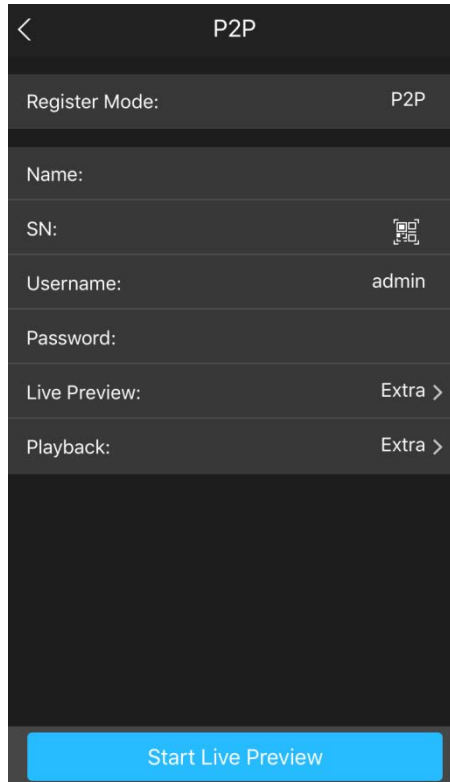 P2P
Register Mode: P2P
Name:
SN:
Username: admin
Password:
Live Preview: Extra >
Playback: Extra >
Start Live Preview